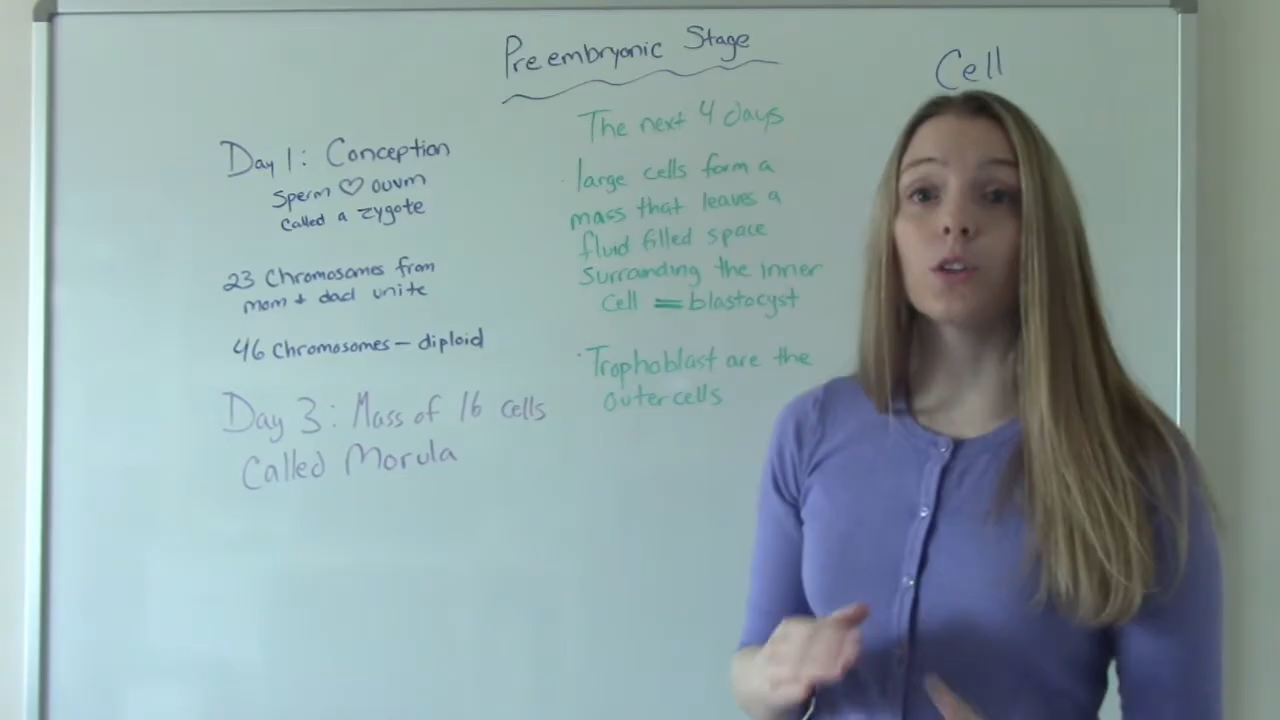 Preembryonic Stage
Day 1: Conception
Sperm ♡ ouvm
called a zygote
23 Chromosomes from
mom + dad unite
46 Chromosomes — diploid
Day 3: Mass of 16 cells
Called Morula
The next 4 days
large cells form a
mass that leaves a
fluid filled space
Surranding the inner
cell = blastocyst
· Trophoblast are the
outer cells
Cell